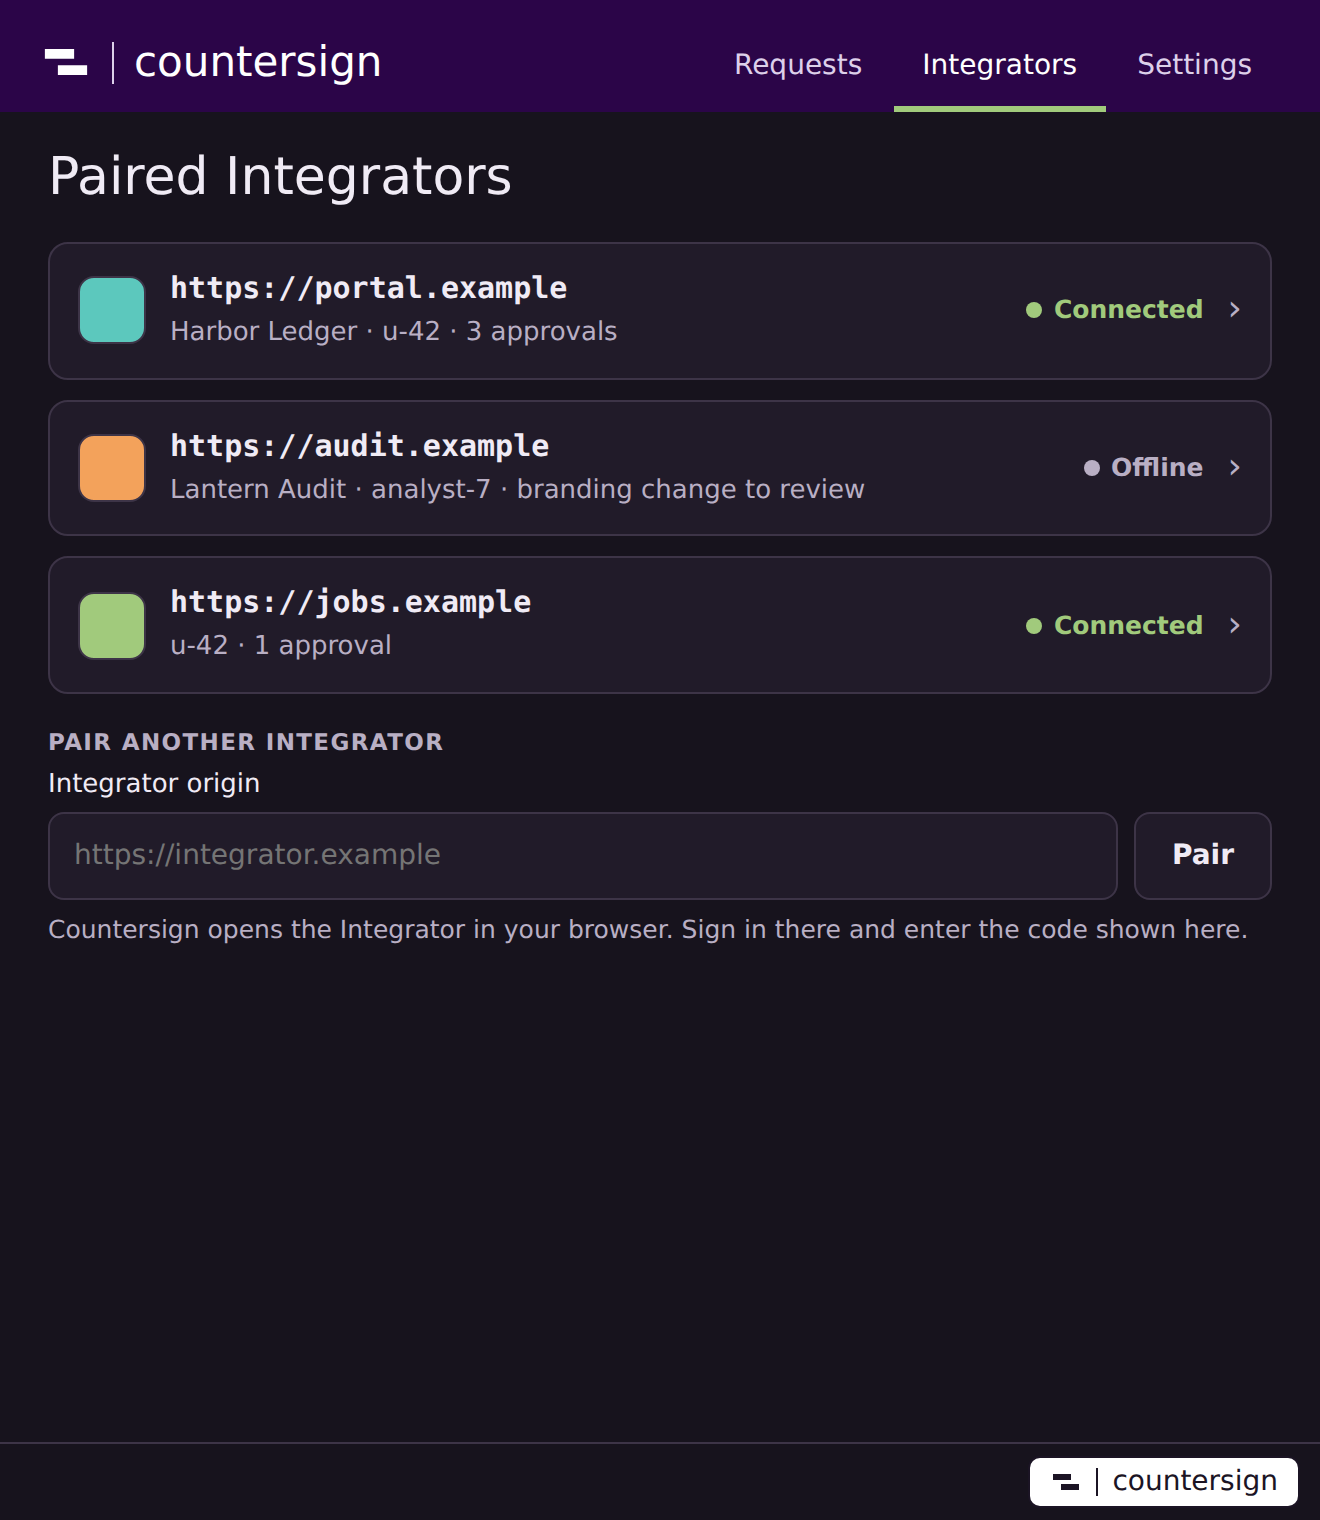 countersign
Requests Integrators Settings
Paired Integrators
https://portal.example
Harbor Ledger · u-42 · 3 approvals
Connected ›
https://audit.example
Lantern Audit · analyst-7 · branding change to review
Offline ›
https://jobs.example
u-42 · 1 approval
Connected ›
PAIR ANOTHER INTEGRATOR
Integrator origin
https://integrator.example
Pair
Countersign opens the Integrator in your browser. Sign in there and enter the code shown here.
countersign